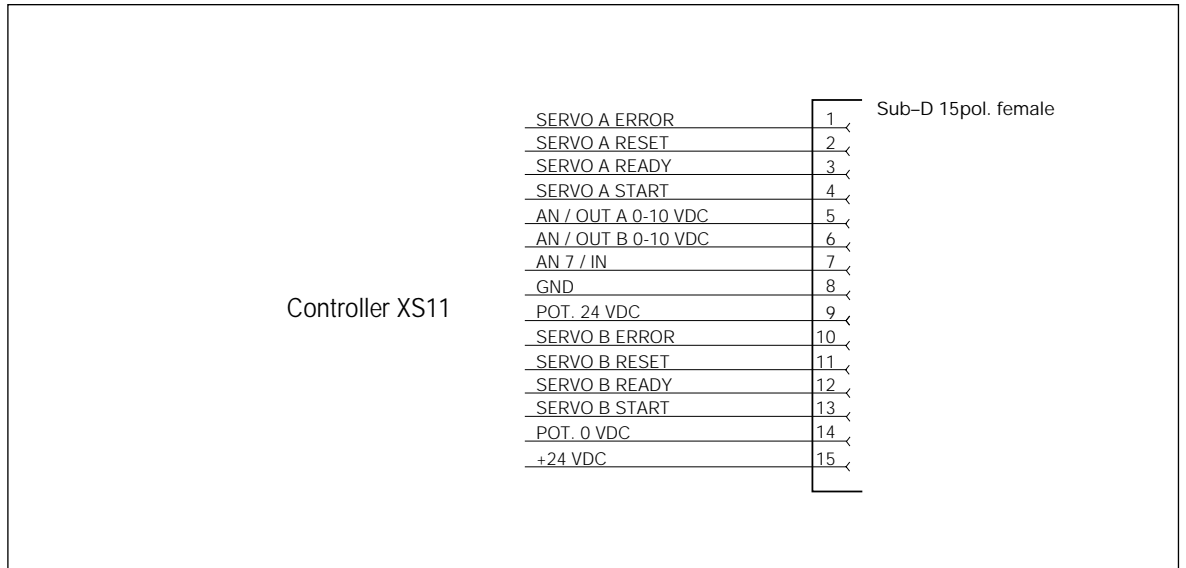 Sub–D 15pol. female
SERVO A ERROR 1
SERVO A RESET 2
SERVO A READY 3
SERVO A START 4
AN / OUT A 0-10 VDC 5
AN / OUT B 0-10 VDC 6
AN 7 / IN 7
GND 8
Controller XS11
POT. 24 VDC 9
SERVO B ERROR 10
SERVO B RESET 11
SERVO B READY 12
SERVO B START 13
POT. 0 VDC 14
+24 VDC 15